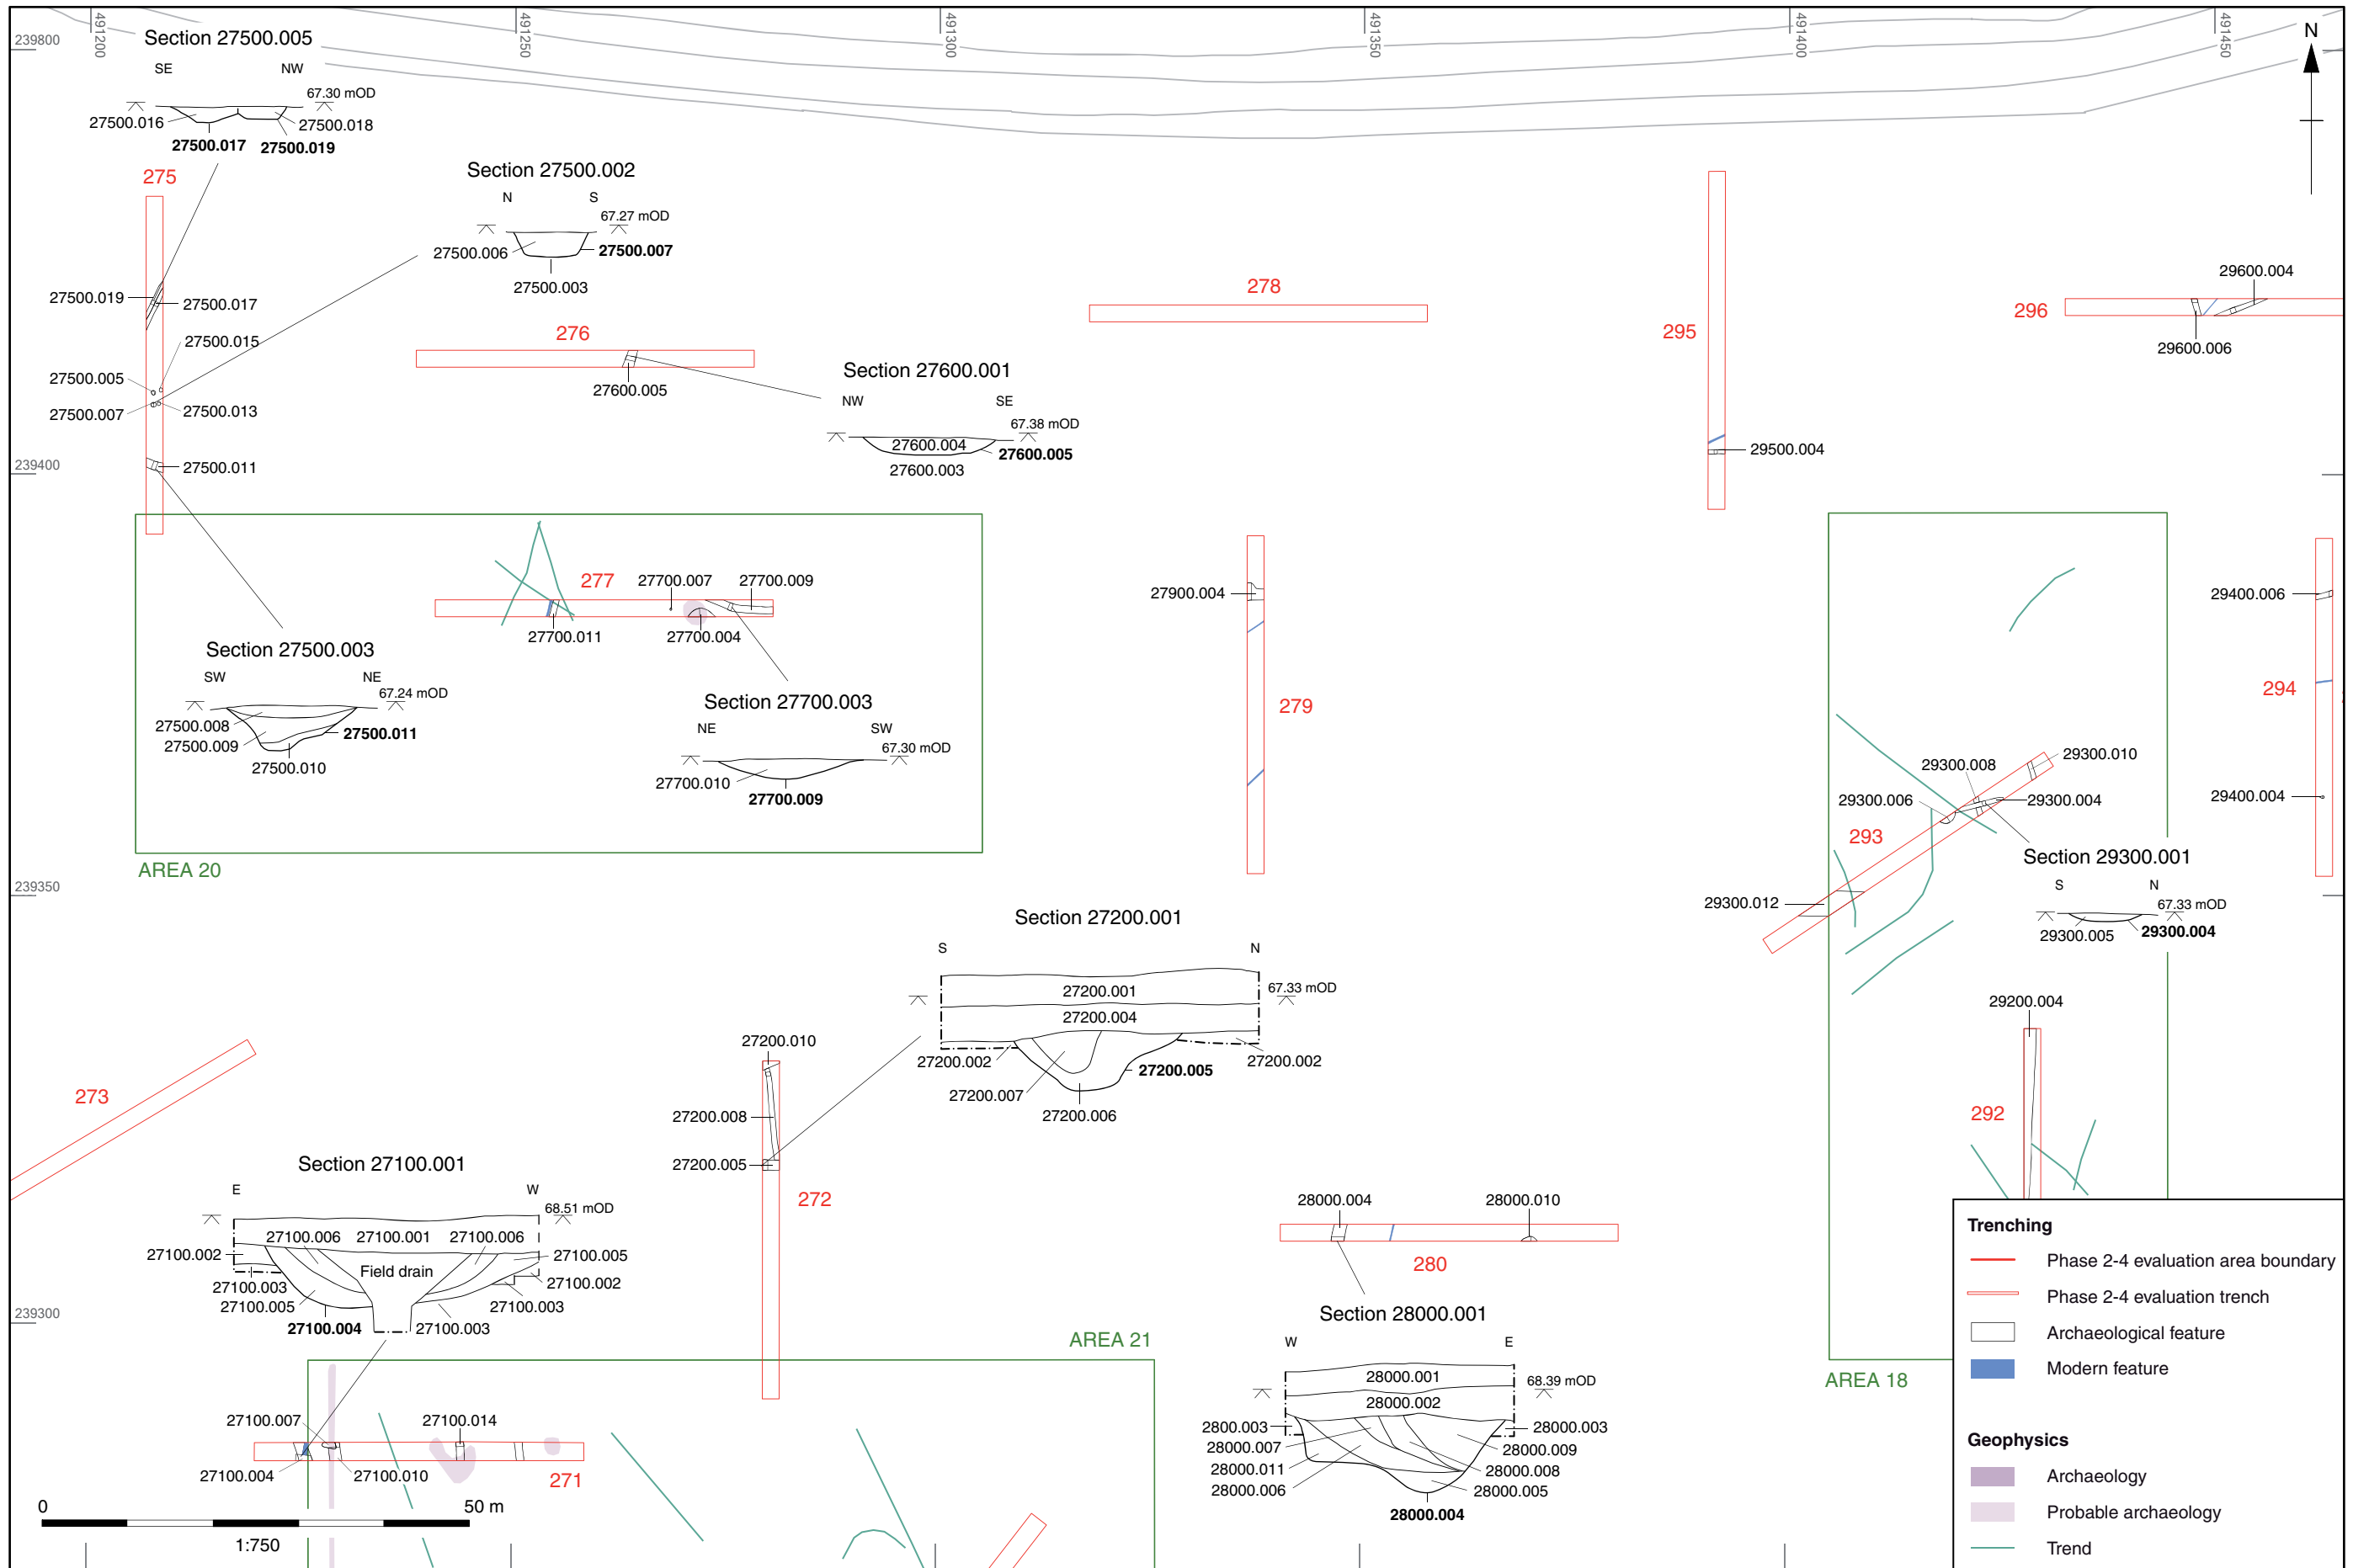 491200
491250
491300
491350
491400
491450
239800
239400
239350
239300
N
Section 27500.005
SE NW
67.30 mOD
27500.016
27500.018
27500.017 27500.019
275
27500.019
27500.017
27500.015
27500.005
27500.007
27500.013
27500.011
Section 27500.002
N S
67.27 mOD
27500.006
27500.007
27500.003
276
27600.005
Section 27600.001
NW SE
67.38 mOD
27600.004
27600.005
27600.003
278
295
29500.004
296
29600.004
29600.006
277
27700.007
27700.009
27700.011
27700.004
Section 27500.003
SW NE
67.24 mOD
27500.008
27500.009
27500.011
27500.010
Section 27700.003
NE SW
67.30 mOD
27700.010
27700.009
AREA 20
27900.004
279
29400.006
294
29400.004
29300.008
29300.010
29300.006
29300.004
293
29300.012
Section 29300.001
S N
67.33 mOD
29300.005
29300.004
Section 27200.001
S N
67.33 mOD
27200.001
27200.004
27200.002
27200.002
27200.005
27200.007
27200.006
27200.010
27200.008
27200.005
272
273
29200.004
292
Section 27100.001
E W
68.51 mOD
27100.006 27100.001 27100.006
27100.002
27100.005
Field drain
27100.003
27100.002
27100.005
27100.003
27100.004
27100.003
28000.004
28000.010
280
Section 28000.001
W E
68.39 mOD
28000.001
28000.002
2800.003
28000.003
28000.007
28000.009
28000.011
28000.008
28000.006
28000.005
28000.004
AREA 21
AREA 18
27100.007
27100.014
27100.004
27100.010
271
0 50 m
1:750
Trenching
Phase 2-4 evaluation area boundary
Phase 2-4 evaluation trench
Archaeological feature
Modern feature
Geophysics
Archaeology
Probable archaeology
Trend